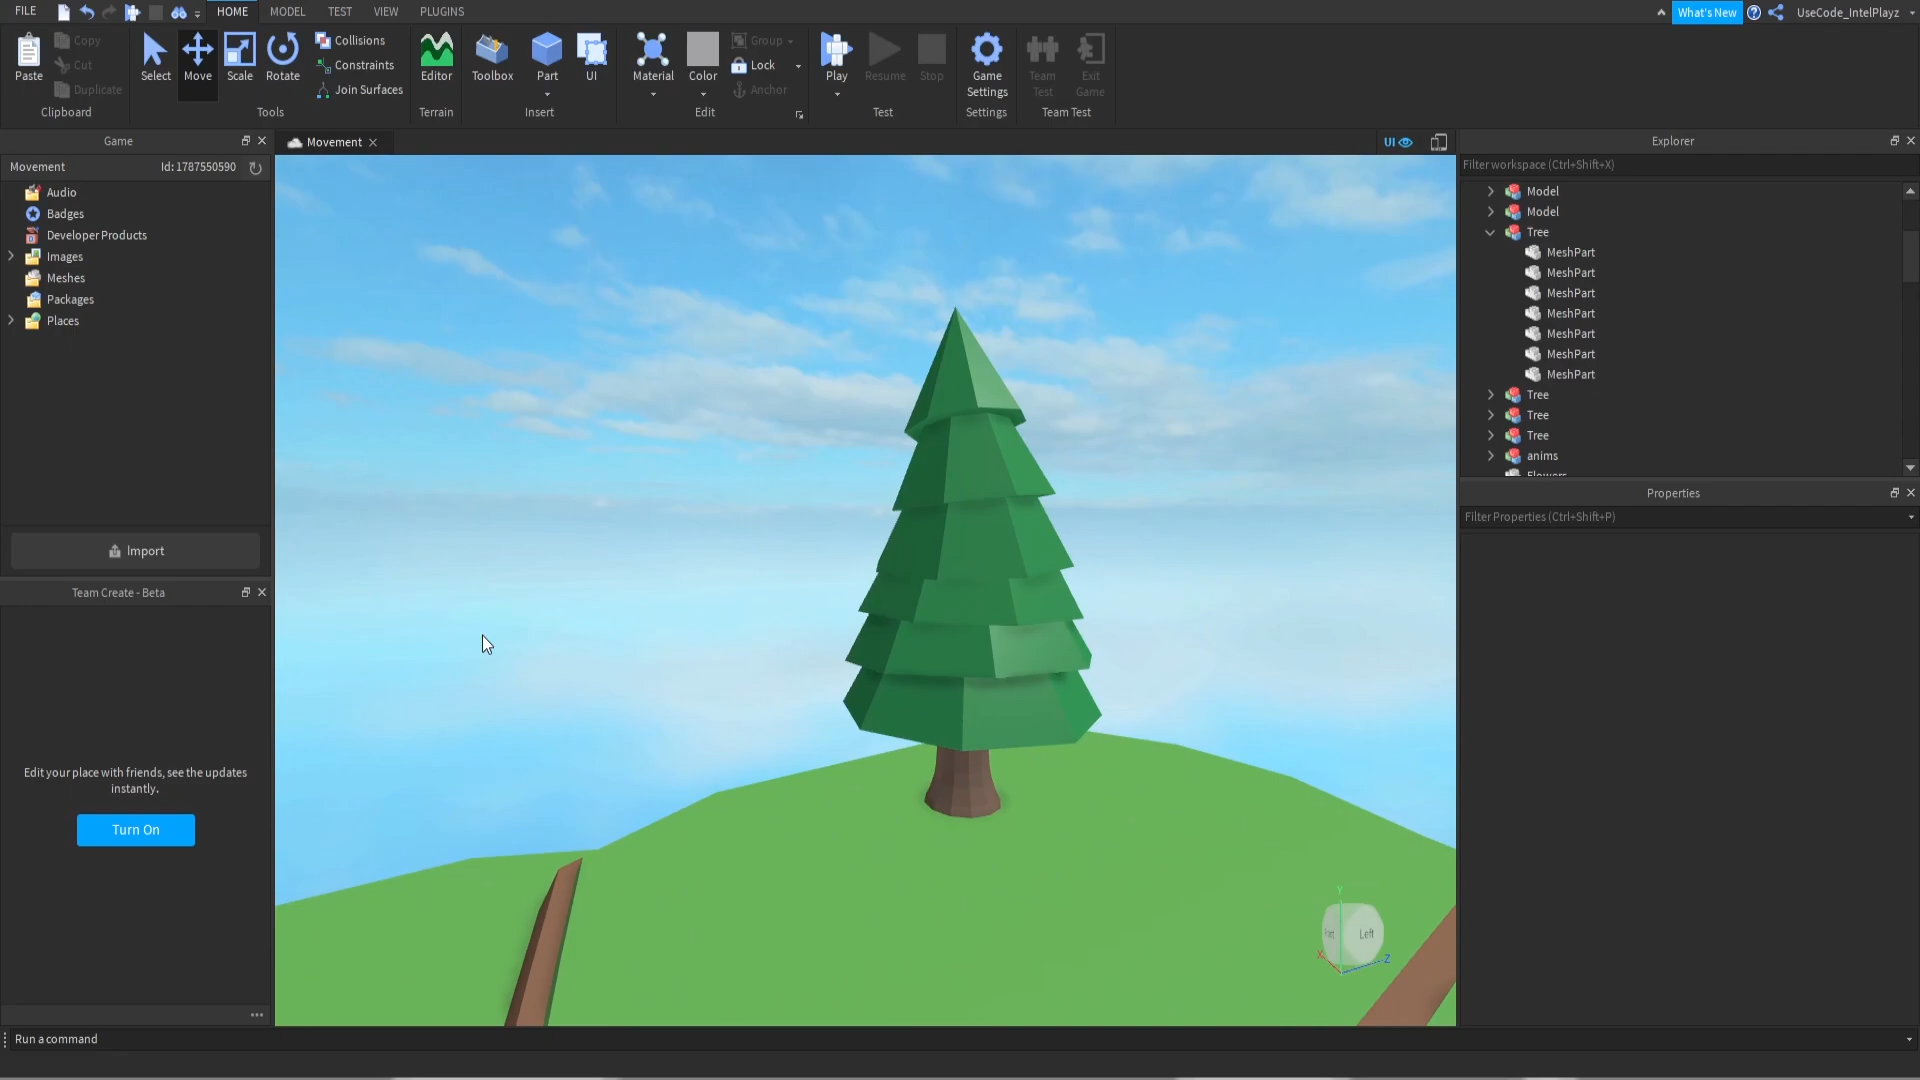 FILE HOME MODEL TEST VIEW PLUGINS What's New UseCode_IntelPlayz
Paste Copy Cut Duplicate Select Move Scale Rotate Collisions Constraints Join Surfaces Editor Toolbox Part UI Material Color Group Lock Anchor Play Resume Stop Game Settings Team Test Exit Game
Clipboard Tools Terrain Insert Edit Test Settings Team Test
Game
Movement Id: 1787550590
Audio
Badges
Developer Products
Images
Meshes
Packages
Places
Import
Team Create - Beta
Edit your place with friends, see the updates
instantly.
Turn On
Movement
UI
Y
Left
X
Z
Explorer
Filter workspace (Ctrl+Shift+X)
Model
Model
Tree
MeshPart
MeshPart
MeshPart
MeshPart
MeshPart
MeshPart
MeshPart
Tree
Tree
Tree
anims
Flowers
Properties
Filter Properties (Ctrl+Shift+P)
Run a command